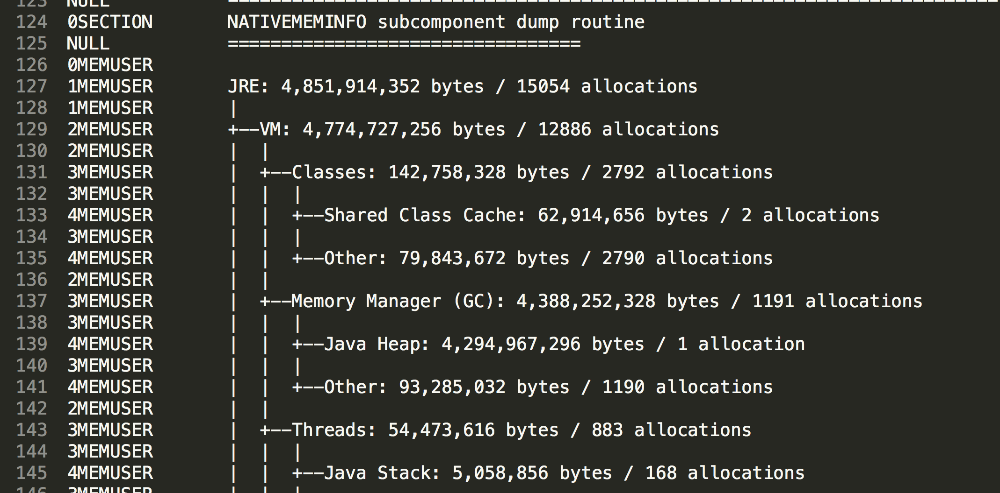 123 NULL ==========================================================================
124 0SECTION NATIVEMEMINFO subcomponent dump routine
125 NULL =================================
126 0MEMUSER
127 1MEMUSER JRE: 4,851,914,352 bytes / 15054 allocations
128 1MEMUSER |
129 2MEMUSER +--VM: 4,774,727,256 bytes / 12886 allocations
130 2MEMUSER | |
131 3MEMUSER | +--Classes: 142,758,328 bytes / 2792 allocations
132 3MEMUSER | | |
133 4MEMUSER | | +--Shared Class Cache: 62,914,656 bytes / 2 allocations
134 3MEMUSER | | |
135 4MEMUSER | | +--Other: 79,843,672 bytes / 2790 allocations
136 2MEMUSER | |
137 3MEMUSER | +--Memory Manager (GC): 4,388,252,328 bytes / 1191 allocations
138 3MEMUSER | | |
139 4MEMUSER | | +--Java Heap: 4,294,967,296 bytes / 1 allocation
140 3MEMUSER | | |
141 4MEMUSER | | +--Other: 93,285,032 bytes / 1190 allocations
142 2MEMUSER | |
143 3MEMUSER | +--Threads: 54,473,616 bytes / 883 allocations
144 3MEMUSER | | |
145 4MEMUSER | | +--Java Stack: 5,058,856 bytes / 168 allocations
146 3MEMUSER | | |